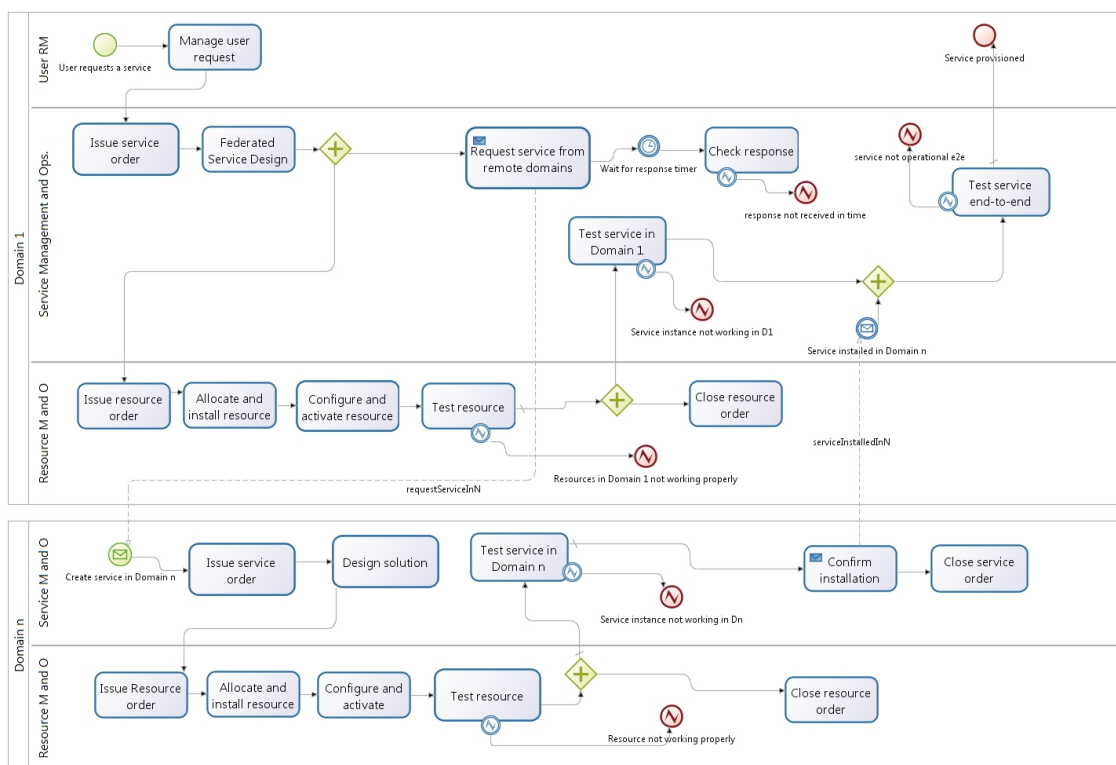 Domain 1
User RM
User requests a service
Manage user
request
Service provisioned
Service Management and Ops.
Issue service
order
Federated
Service Design
Request service from
remote domains
Wait for response timer
Check response
response not received in time
service not operational e2e
Test service
end-to-end
Test service in
Domain 1
Service instance not working in D1
Service installed in Domain n
Resource M and O
Issue resource
order
Allocate and
install resource
Configure and
activate resource
Test resource
Close resource
order
Resources in Domain 1 not working properly
requestServiceInN
serviceInstalledInN
Domain n
Service M and O
Create service in Domain n
Issue service
order
Design solution
Test service in
Domain n
Service instance not working in Dn
Confirm
installation
Close service
order
Resource M and O
Issue Resource
order
Allocate and
install resource
Configure and
activate
Test resource
Resource not working properly
Close resource
order